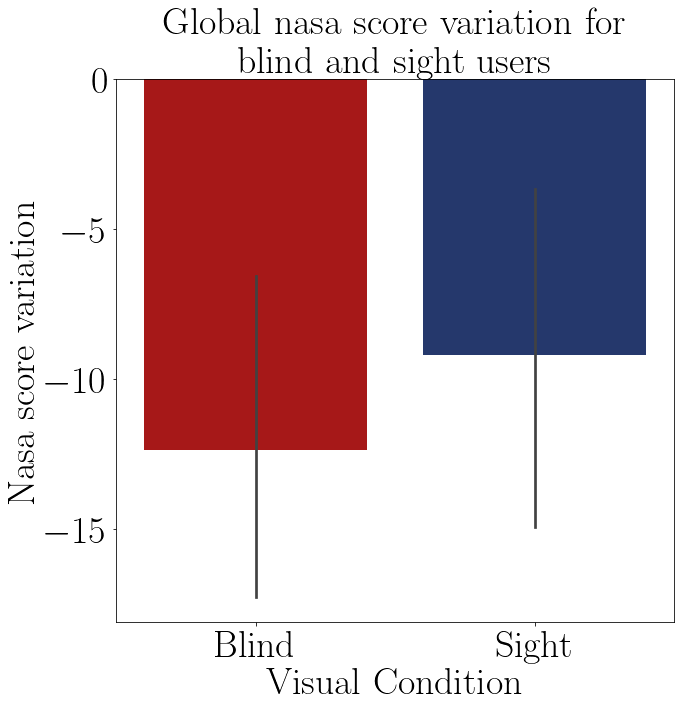 Global nasa score variation for
blind and sight users
0
−5
−10
−15
Nasa score variation
Blind
Sight
Visual Condition